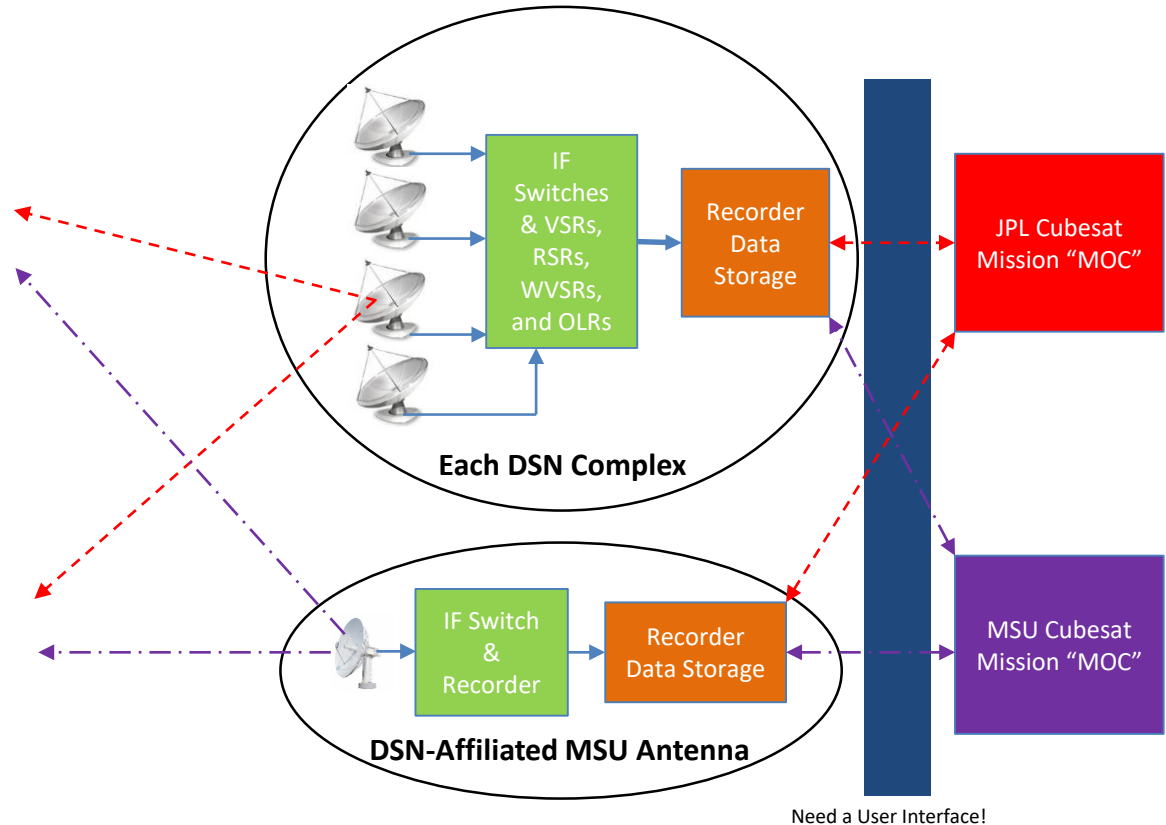 IF
Switches
& VSRs,
RSRs,
WVSRs,
and OLRs
Recorder
Data
Storage
JPL Cubesat
Mission “MOC”
Each DSN Complex
IF Switch
&
Recorder
Recorder
Data Storage
MSU Cubesat
Mission “MOC”
DSN-Affiliated MSU Antenna
Need a User Interface!